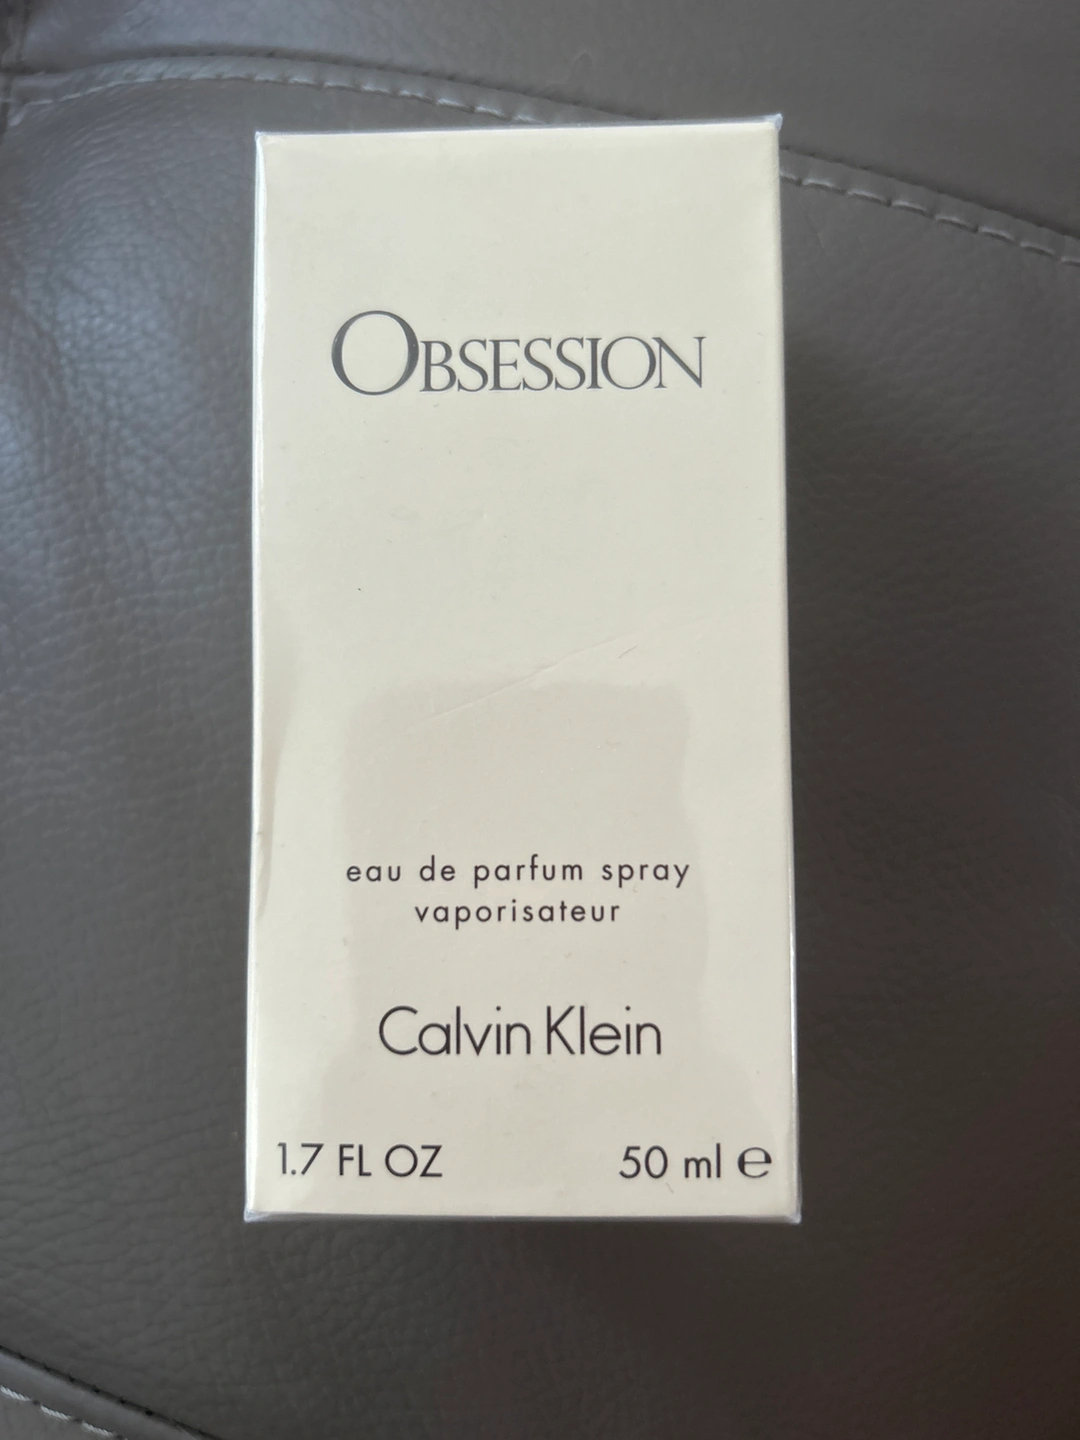 OBSESSION
eau de parfum spray
vaporisateur
Calvin Klein
1.7 FL OZ 50 ml ℮